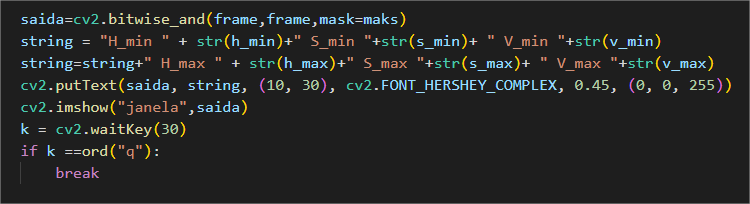 saida=cv2.bitwise_and(frame,frame,mask=maks)
string = "H_min " + str(h_min)+" S_min "+str(s_min)+ " V_min "+str(v_min)
string=string+" H_max " + str(h_max)+" S_max "+str(s_max)+ " V_max "+str(v_max)
cv2.putText(saida, string, (10, 30), cv2.FONT_HERSHEY_COMPLEX, 0.45, (0, 0, 255))
cv2.imshow("janela",saida)
k = cv2.waitKey(30)
if k ==ord("q"):
    break